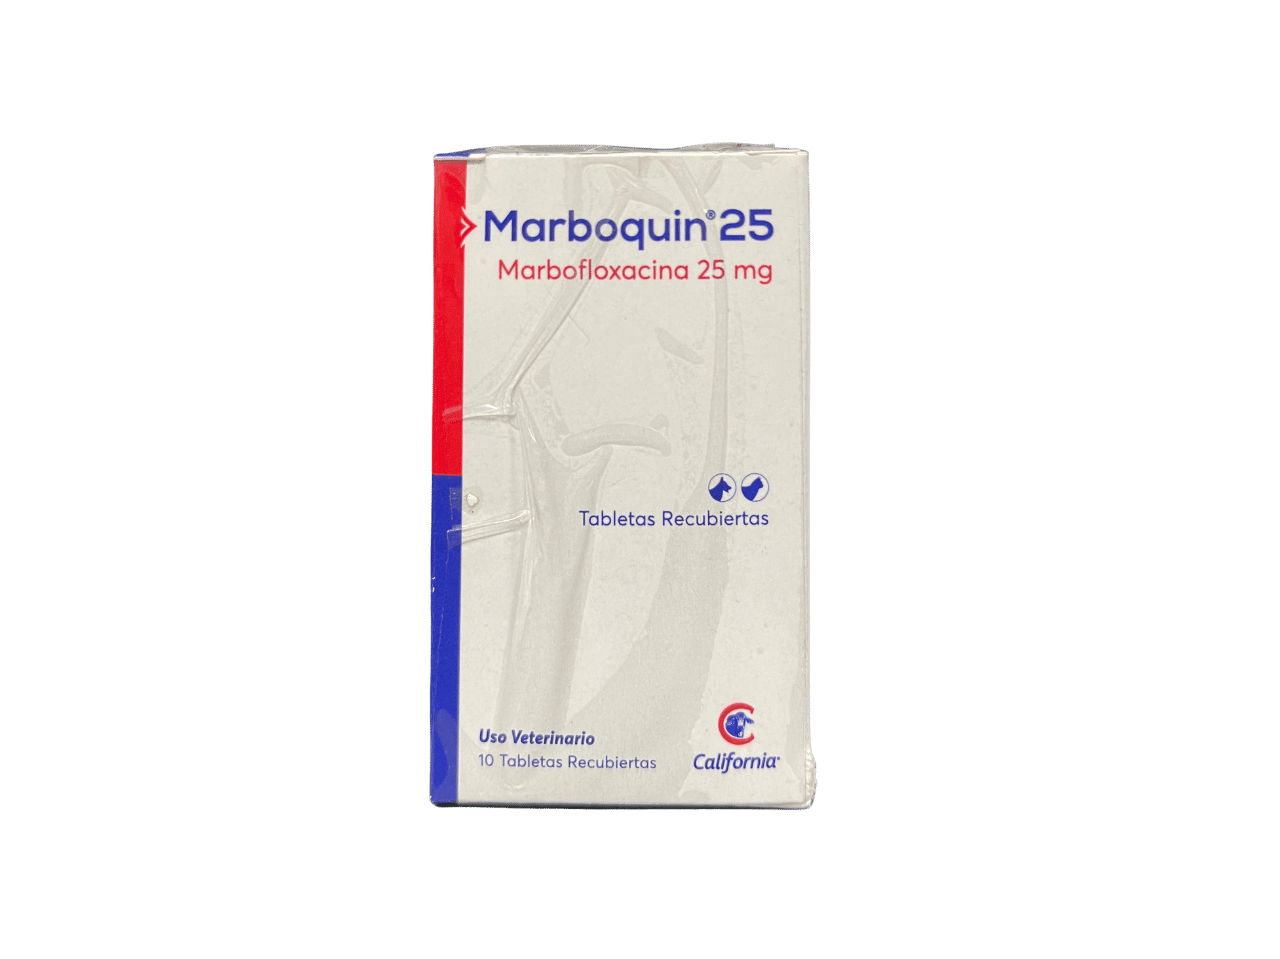 Marboquin® 25
Marbofloxacina 25 mg
Tabletas Recubiertas
Uso Veterinario
10 Tabletas Recubiertas
California®